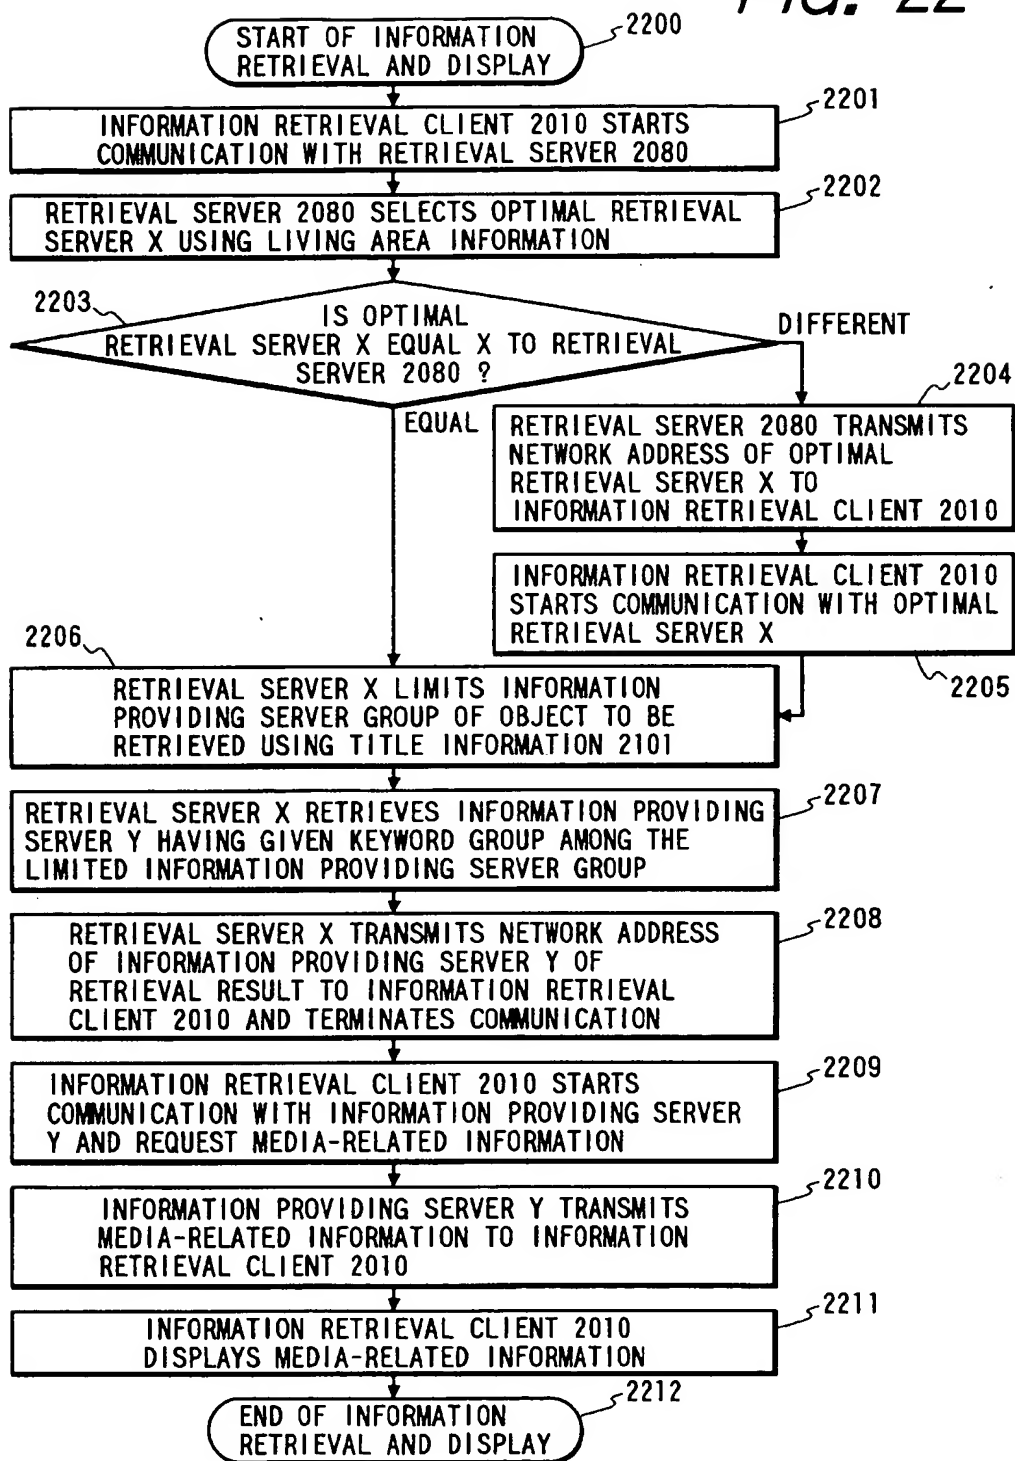 FIG. 22
2200
START OF INFORMATION
RETRIEVAL AND DISPLAY
2201
INFORMATION RETRIEVAL CLIENT 2010 STARTS
COMMUNICATION WITH RETRIEVAL SERVER 2080
2202
RETRIEVAL SERVER 2080 SELECTS OPTIMAL RETRIEVAL
SERVER X USING LIVING AREA INFORMATION
2203
IS OPTIMAL
RETRIEVAL SERVER X EQUAL X TO RETRIEVAL
SERVER 2080 ?
DIFFERENT
EQUAL
2204
RETRIEVAL SERVER 2080 TRANSMITS
NETWORK ADDRESS OF OPTIMAL
RETRIEVAL SERVER X TO
INFORMATION RETRIEVAL CLIENT 2010
INFORMATION RETRIEVAL CLIENT 2010
STARTS COMMUNICATION WITH OPTIMAL
RETRIEVAL SERVER X
2205
2206
RETRIEVAL SERVER X LIMITS INFORMATION
PROVIDING SERVER GROUP OF OBJECT TO BE
RETRIEVED USING TITLE INFORMATION 2101
2207
RETRIEVAL SERVER X RETRIEVES INFORMATION PROVIDING
SERVER Y HAVING GIVEN KEYWORD GROUP AMONG THE
LIMITED INFORMATION PROVIDING SERVER GROUP
2208
RETRIEVAL SERVER X TRANSMITS NETWORK ADDRESS
OF INFORMATION PROVIDING SERVER Y OF
RETRIEVAL RESULT TO INFORMATION RETRIEVAL
CLIENT 2010 AND TERMINATES COMMUNICATION
2209
INFORMATION RETRIEVAL CLIENT 2010 STARTS
COMMUNICATION WITH INFORMATION PROVIDING SERVER
Y AND REQUEST MEDIA-RELATED INFORMATION
2210
INFORMATION PROVIDING SERVER Y TRANSMITS
MEDIA-RELATED INFORMATION TO INFORMATION
RETRIEVAL CLIENT 2010
2211
INFORMATION RETRIEVAL CLIENT 2010
DISPLAYS MEDIA-RELATED INFORMATION
2212
END OF INFORMATION
RETRIEVAL AND DISPLAY